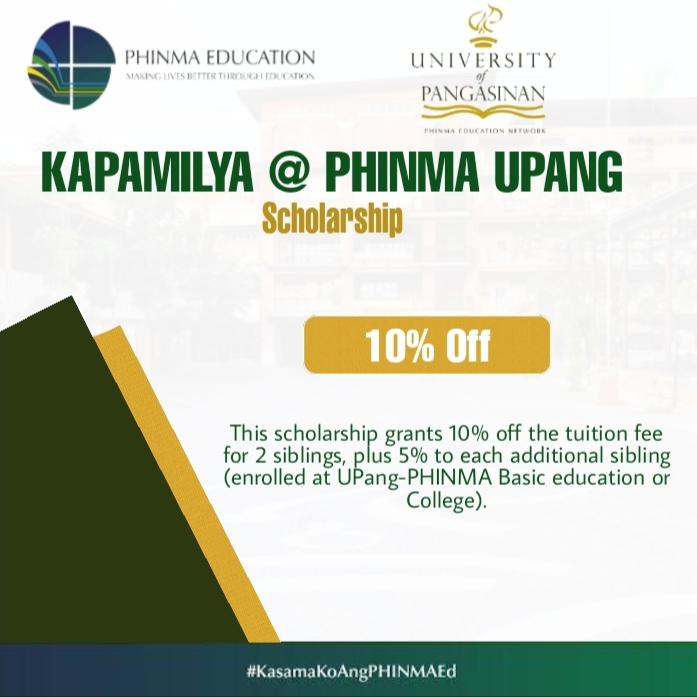 PHINMA EDUCATION
MAKING LIVES BETTER THROUGH EDUCATION
UNIVERSITY
of
PANGASINAN
PHINMA EDUCATION NETWORK
KAPAMILYA @ PHINMA UPANG
Scholarship
10% Off
This scholarship grants 10% off the tuition fee
for 2 siblings, plus 5% to each additional sibling
(enrolled at UPang-PHINMA Basic education or
College).
#KasamaKoAngPHINMAEd